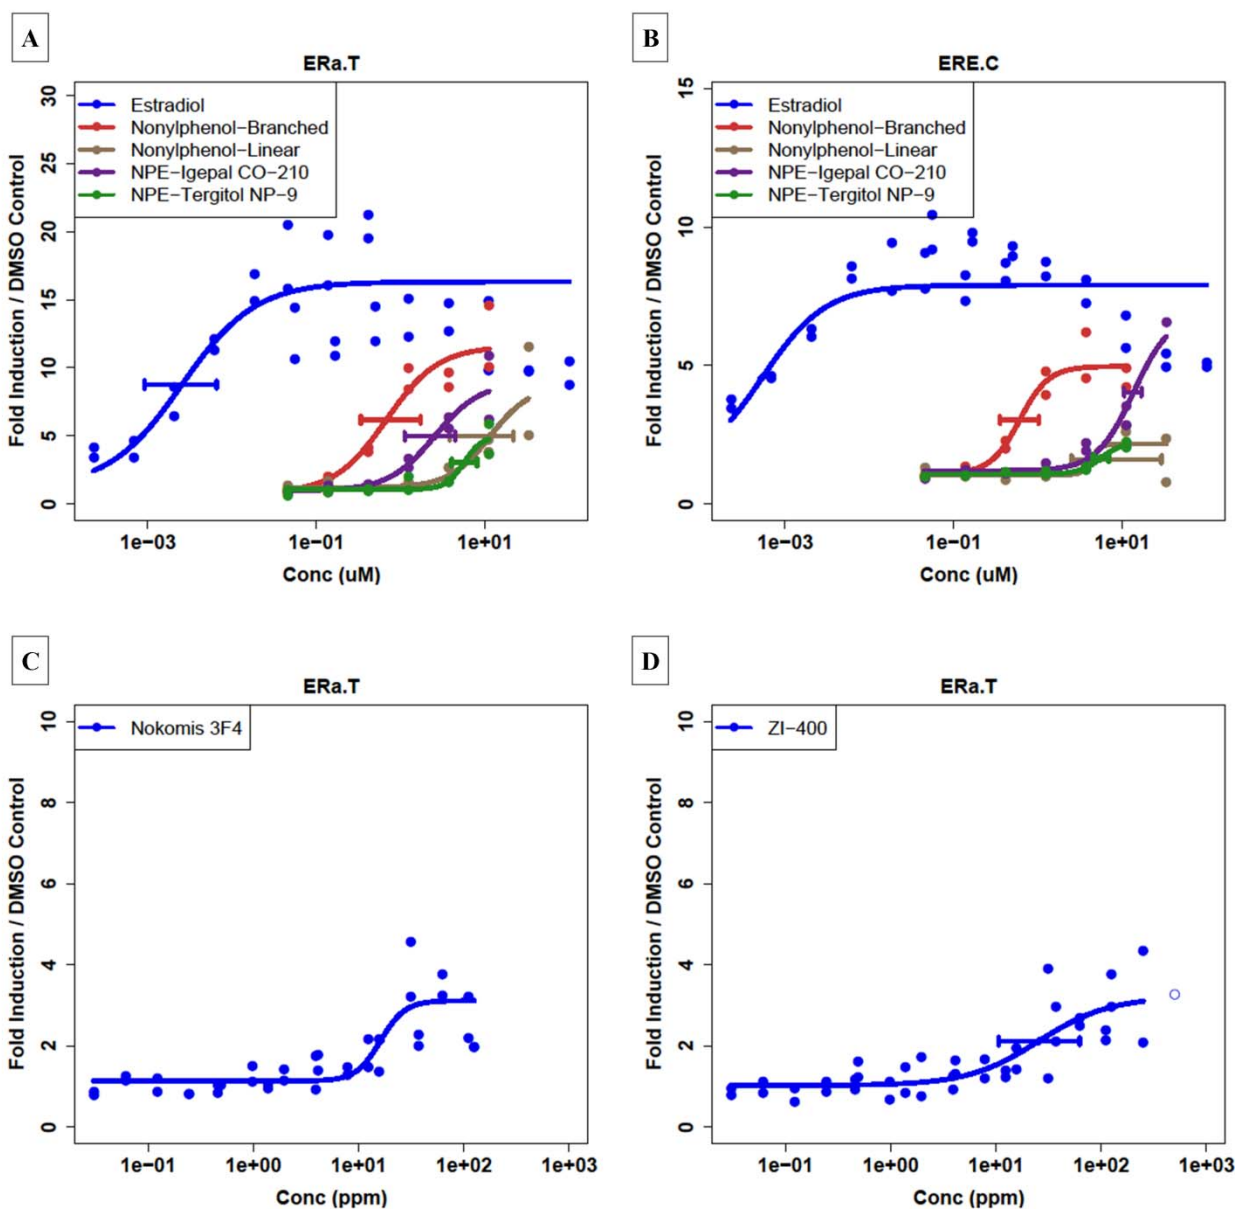 A
ERa.T
Fold Induction / DMSO Control
30
25
20
15
10
5
0
Estradiol
Nonylphenol−Branched
Nonylphenol−Linear
NPE−Igepal CO−210
NPE−Tergitol NP−9
1e−03
1e−01
1e+01
Conc (uM)
B
ERE.C
Fold Induction / DMSO Control
15
10
5
0
Estradiol
Nonylphenol−Branched
Nonylphenol−Linear
NPE−Igepal CO−210
NPE−Tergitol NP−9
1e−03
1e−01
1e+01
Conc (uM)
C
ERa.T
Fold Induction / DMSO Control
10
8
6
4
2
0
Nokomis 3F4
1e−01
1e+00
1e+01
1e+02
1e+03
Conc (ppm)
D
ERa.T
Fold Induction / DMSO Control
10
8
6
4
2
0
ZI−400
1e−01
1e+00
1e+01
1e+02
1e+03
Conc (ppm)